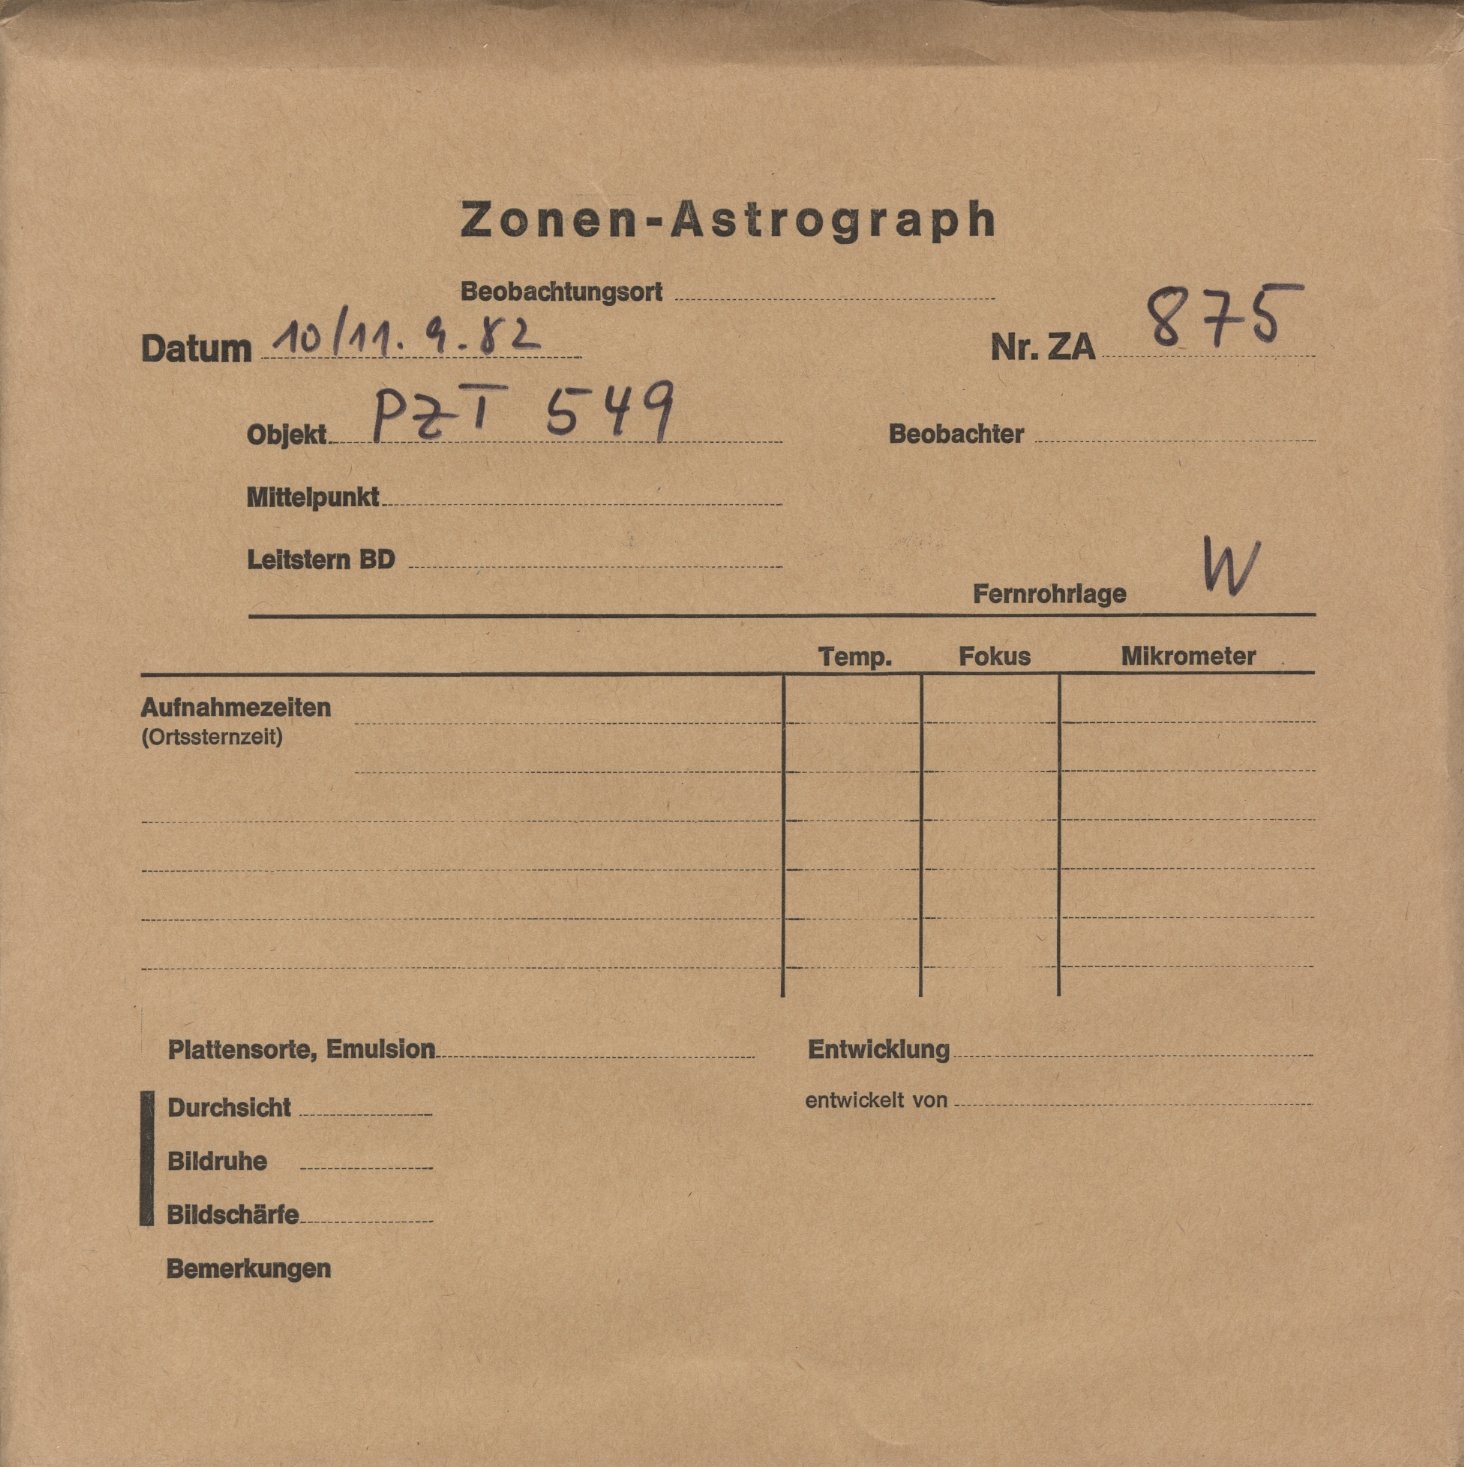 Zonen-Astrograph
Beobachtungsort
Datum 10/11. 9. 82
Nr. ZA 875
Objekt PZT 549
Beobachter
Mittelpunkt
Leitstern BD
Fernrohrlage W
Temp. Fokus Mikrometer
Aufnahmezeiten
(Ortssternzeit)
Plattensorte, Emulsion
Entwicklung
Durchsicht
entwickelt von
Bildruhe
Bildschärfe
Bemerkungen